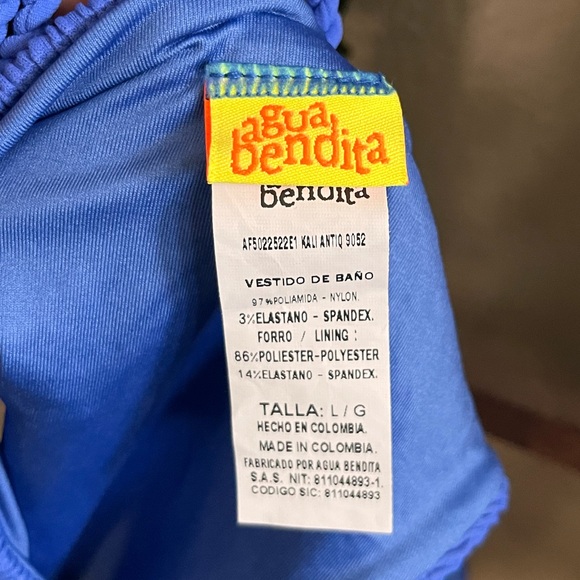 agua
bendita
bendita
AF5022522E1 KALI ANTIQ 9052
VESTIDO DE BAÑO
97%POLIAMIDA - NYLON.
3%ELASTANO - SPANDEX.
FORRO / LINING :
86%POLIESTER-POLYESTER
14%ELASTANO - SPANDEX.
TALLA: L / G
HECHO EN COLOMBIA.
MADE IN COLOMBIA.
FABRICADO POR AGUA BENDITA
S.A.S. NIT: 811044893-1.
CODIGO SIC: 811044893